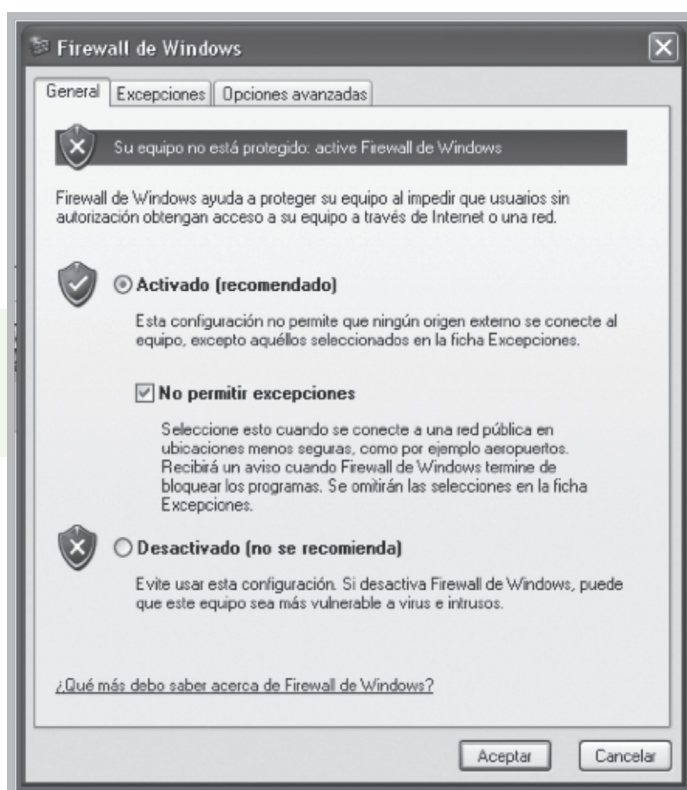 Firewall de Windows
General Excepciones Opciones avanzadas
Su equipo no está protegido: active Firewall de Windows
Firewall de Windows ayuda a proteger su equipo al impedir que usuarios sin
autorización obtengan acceso a su equipo a través de Internet o una red.
Activado (recomendado)
Esta configuración no permite que ningún origen externo se conecte al
equipo, excepto aquéllos seleccionados en la ficha Excepciones.
No permitir excepciones
Seleccione esto cuando se conecte a una red pública en
ubicaciones menos seguras, como por ejemplo aeropuertos.
Recibirá un aviso cuando Firewall de Windows termine de
bloquear los programas. Se omitirán las selecciones en la ficha
Excepciones.
Desactivado (no se recomienda)
Evite usar esta configuración. Si desactiva Firewall de Windows, puede
que este equipo sea más vulnerable a virus e intrusos.
¿Qué más debo saber acerca de Firewall de Windows?
Aceptar Cancelar